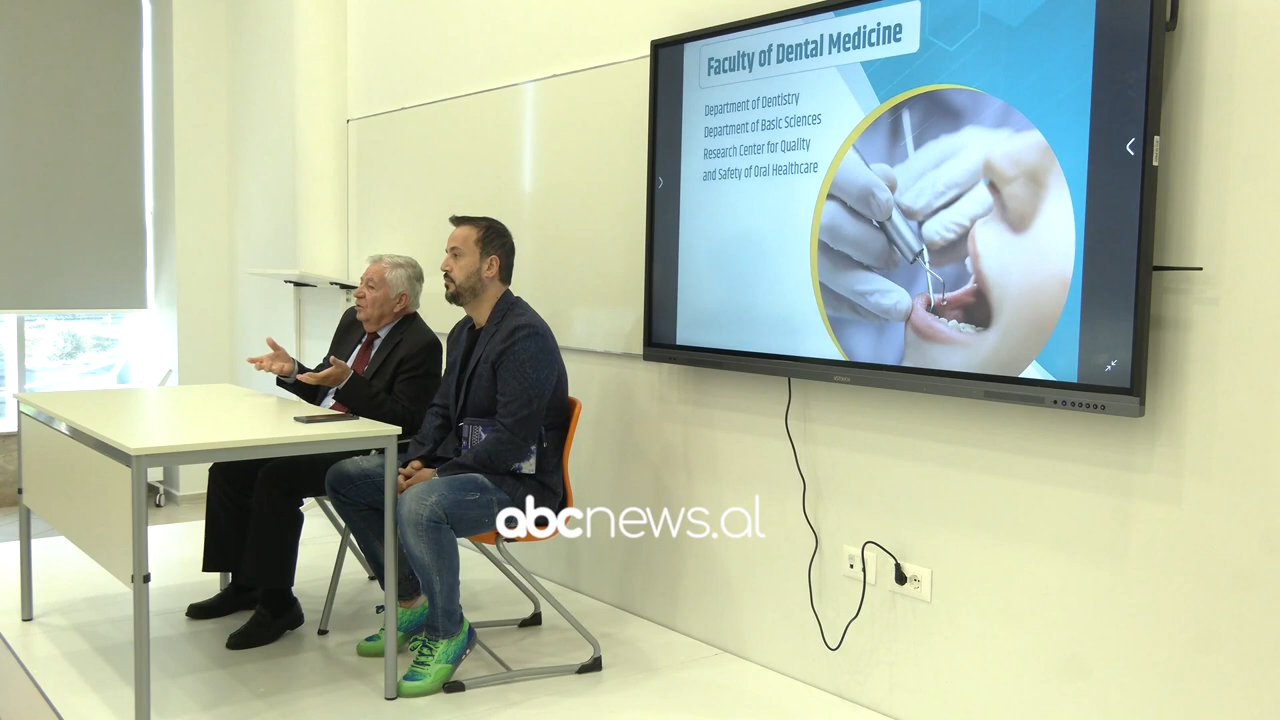 Faculty of Dental Medicine
Department of Dentistry
Department of Basic Sciences
Research Center for Quality
and Safety of Oral Healthcare
abcnews.al